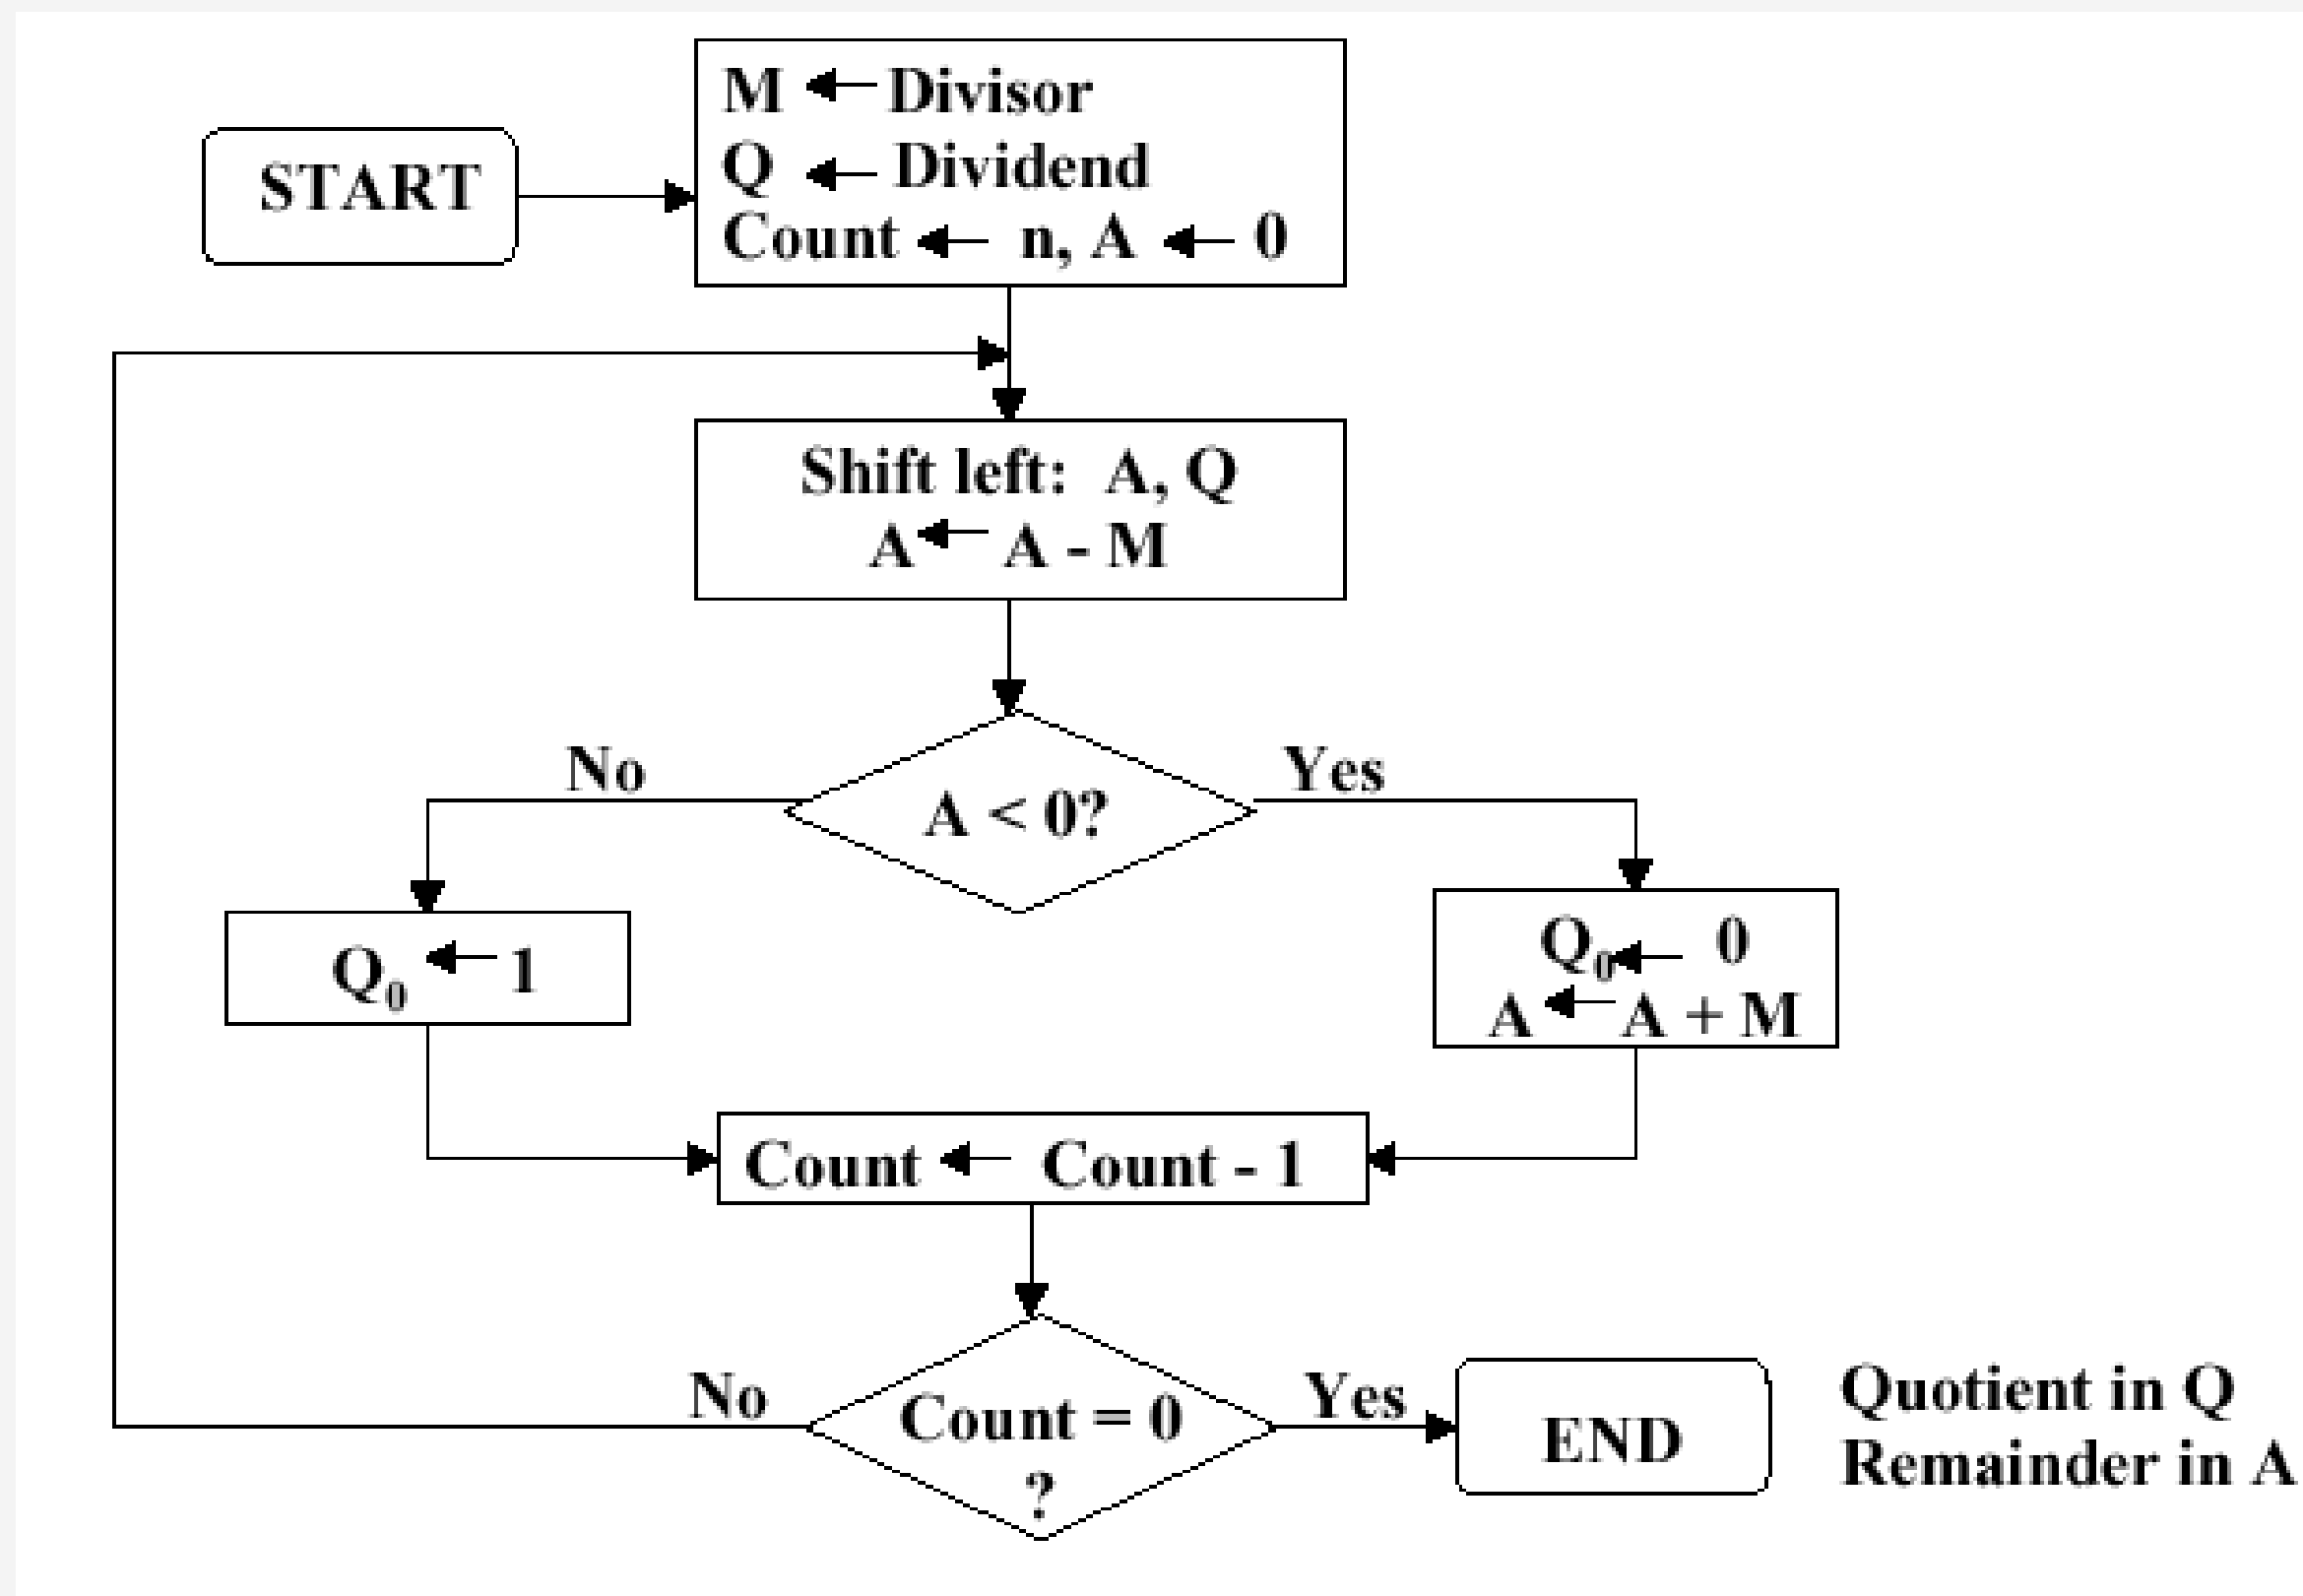 START
M ← Divisor
Q ← Dividend
Count ← n, A ← 0
Shift left: A, Q
A ← A - M
No
A < 0?
Yes
Q₀ ← 1
Q₀ ← 0
A ← A + M
Count ← Count - 1
No
Count = 0
?
Yes
END
Quotient in Q
Remainder in A